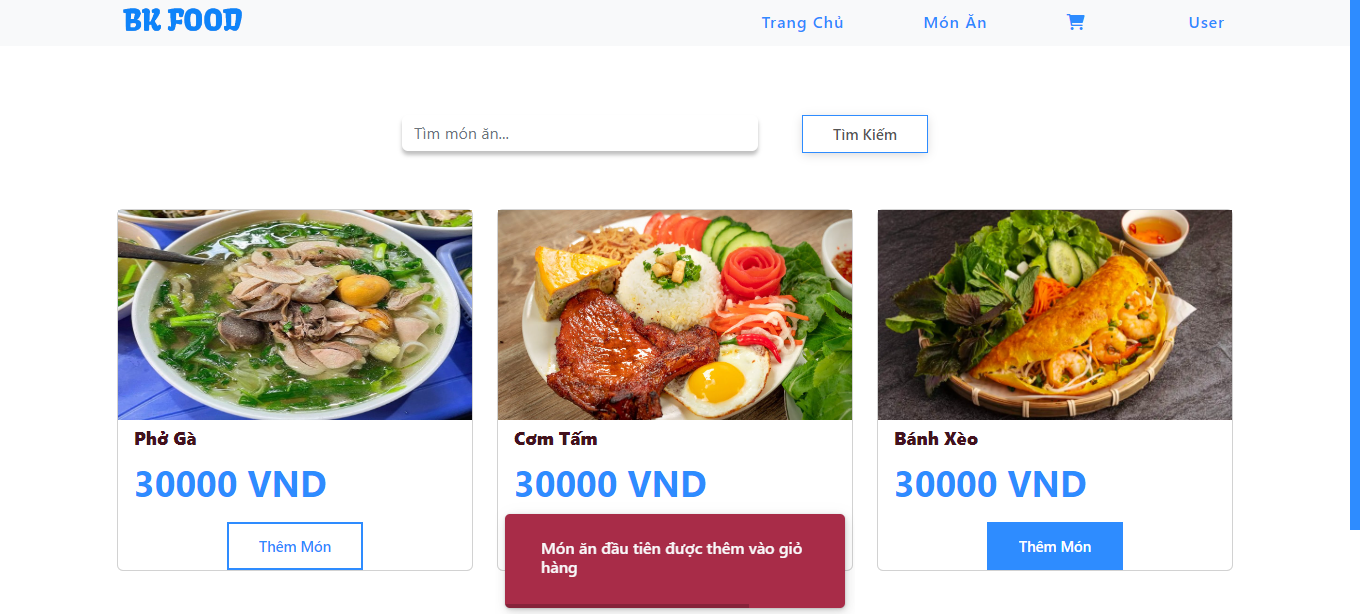 BK FOOD
Trang Chủ
Món Ăn
User
Tìm món ăn...
Tìm Kiếm
Phở Gà
30000 VND
Thêm Món
Cơm Tấm
30000 VND
Bánh Xèo
30000 VND
Thêm Món
Món ăn đầu tiên được thêm vào giỏ
hàng